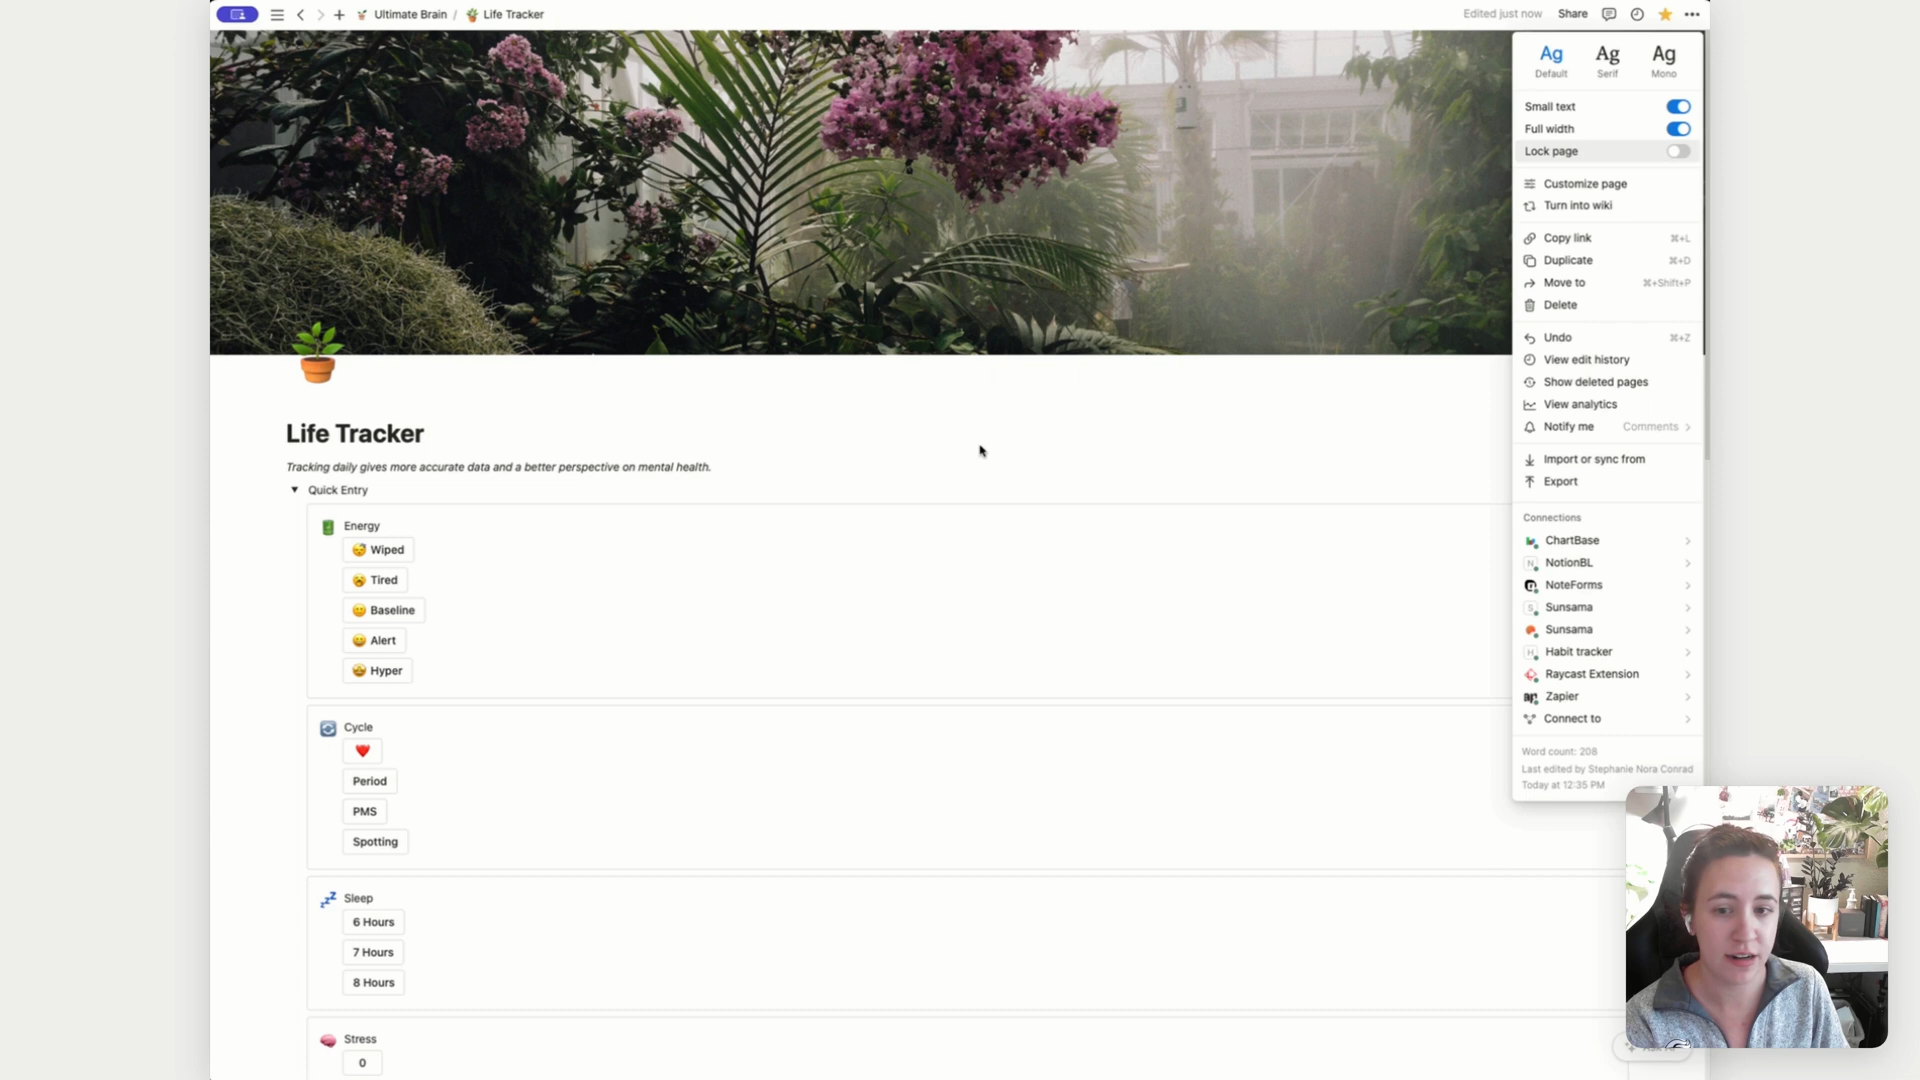 Ultimate Brain / Life Tracker
Edited just now Share
Ag Ag Ag
Default Serif Mono
Small text
Full width
Lock page
Customize page
Turn into wiki
Copy link ⌘+L
Duplicate ⌘+D
Move to ⌘+Shift+P
Delete
Undo ⌘+Z
View edit history
Show deleted pages
View analytics
Notify me Comments
Import or sync from
Export
Connections
ChartBase
NotionBL
NoteForms
Sunsama
Sunsama
Habit tracker
Raycast Extension
Zapier
Connect to
Word count: 208
Last edited by Stephanie Nora Conrad
Today at 12:35 PM
Life Tracker
Tracking daily gives more accurate data and a better perspective on mental health.
Quick Entry
Energy
Wiped
Tired
Baseline
Alert
Hyper
Cycle
Period
PMS
Spotting
Sleep
6 Hours
7 Hours
8 Hours
Stress
0